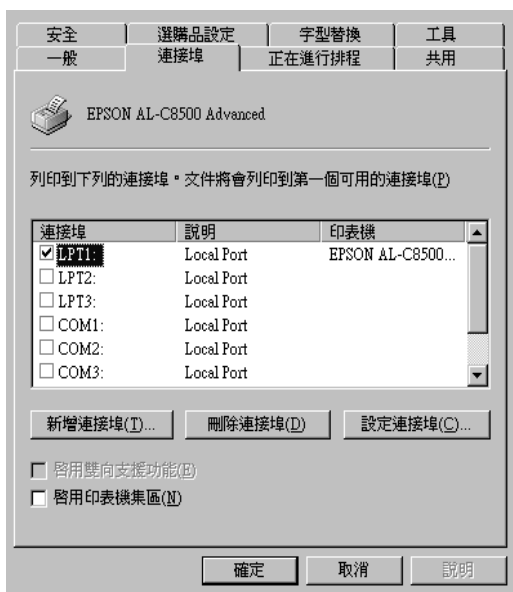 安全 選購品設定 字型替換 工具
一般 連接埠 正在進行排程 共用
EPSON AL-C8500 Advanced
列印到下列的連接埠。文件將會列印到第一個可用的連接埠(P)
連接埠 說明 印表機
LPT1: Local Port EPSON AL-C8500...
LPT2: Local Port
LPT3: Local Port
COM1: Local Port
COM2: Local Port
COM3: Local Port
新增連接埠(T)... 刪除連接埠(D) 設定連接埠(C)...
啟用雙向支援功能(E)
啟用印表機集區(N)
確定 取消 說明